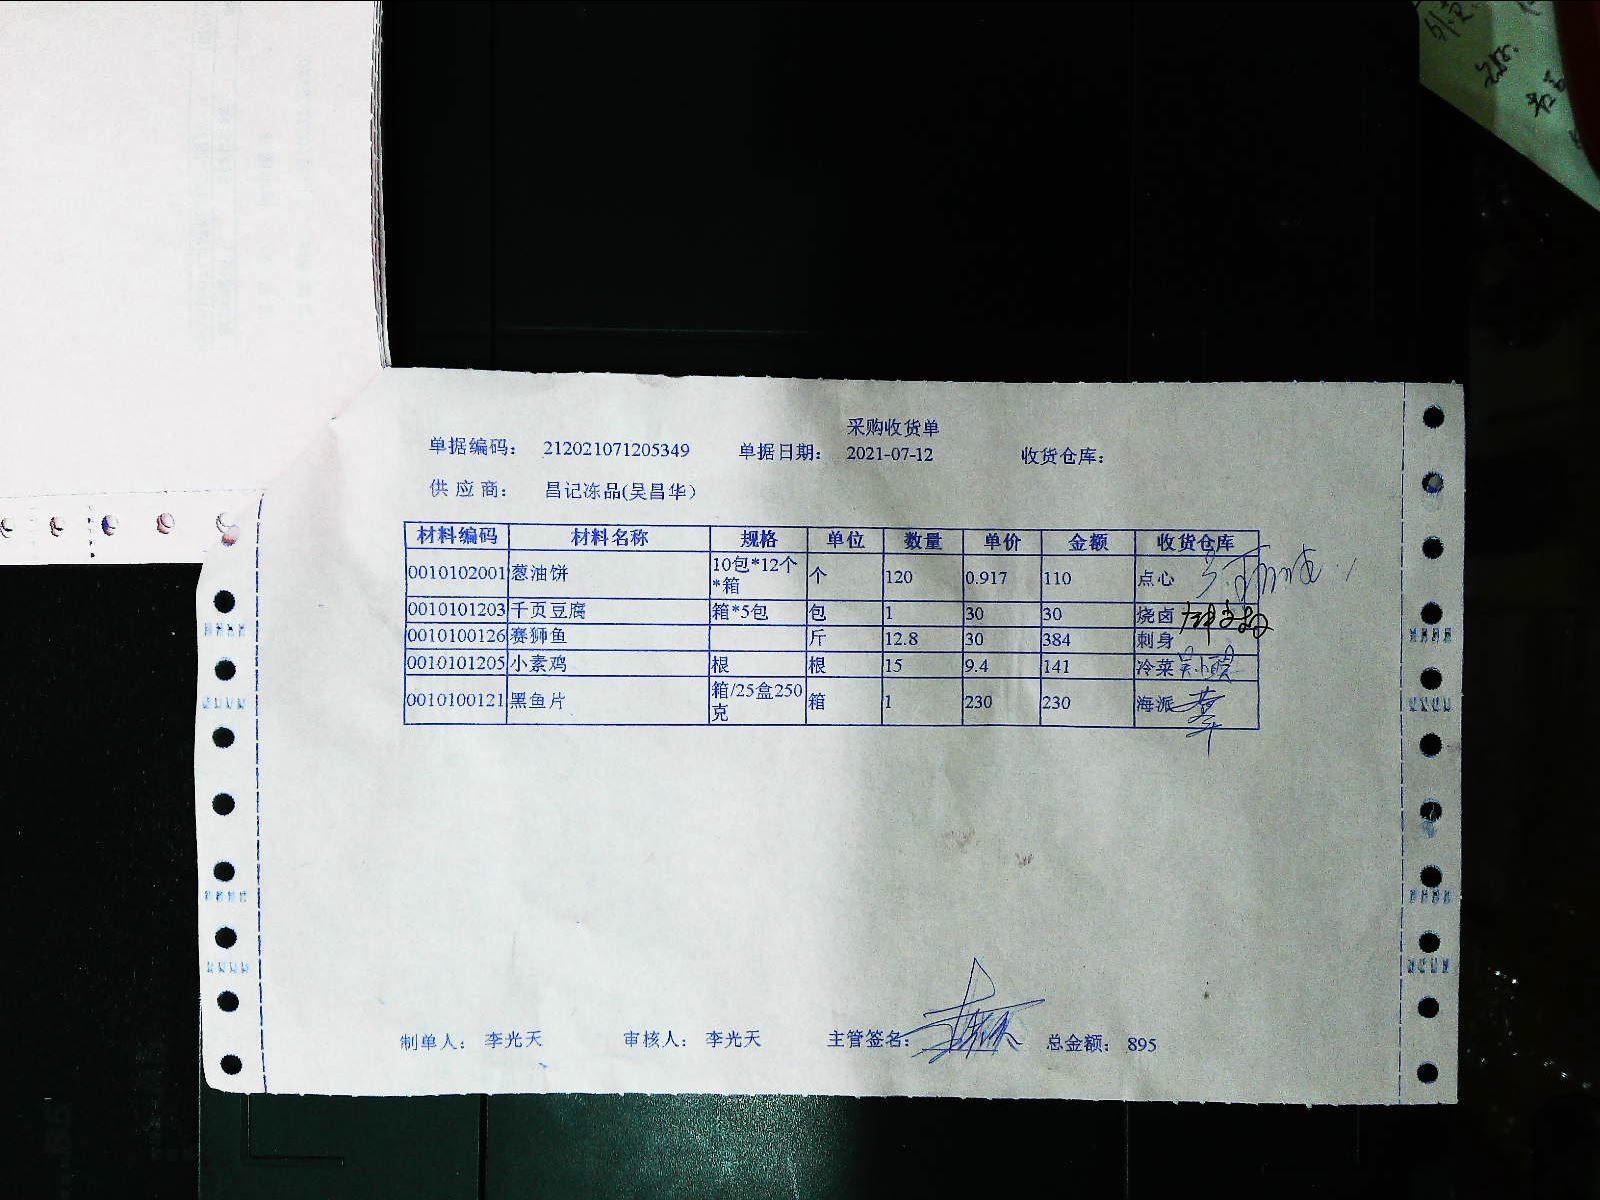 采购收货单
单据编码： 212021071205349 单据日期： 2021-07-12 收货仓库：
供应商： 昌记冻品(吴昌华)
材料编码 材料名称 规格 单位 数量 单价 金额 收货仓库
0010102001 葱油饼 10包*12个*箱 个 120 0.917 110 点心
0010101203 千页豆腐 箱*5包 包 1 30 30 烧卤
0010100126 赛狮鱼 斤 12.8 30 384 刺身
0010101205 小素鸡 根 根 15 9.4 141 冷菜
0010100121 黑鱼片 箱/25盒250克 箱 1 230 230 海派
制单人： 李光天 审核人： 李光天 主管签名： 总金额： 895